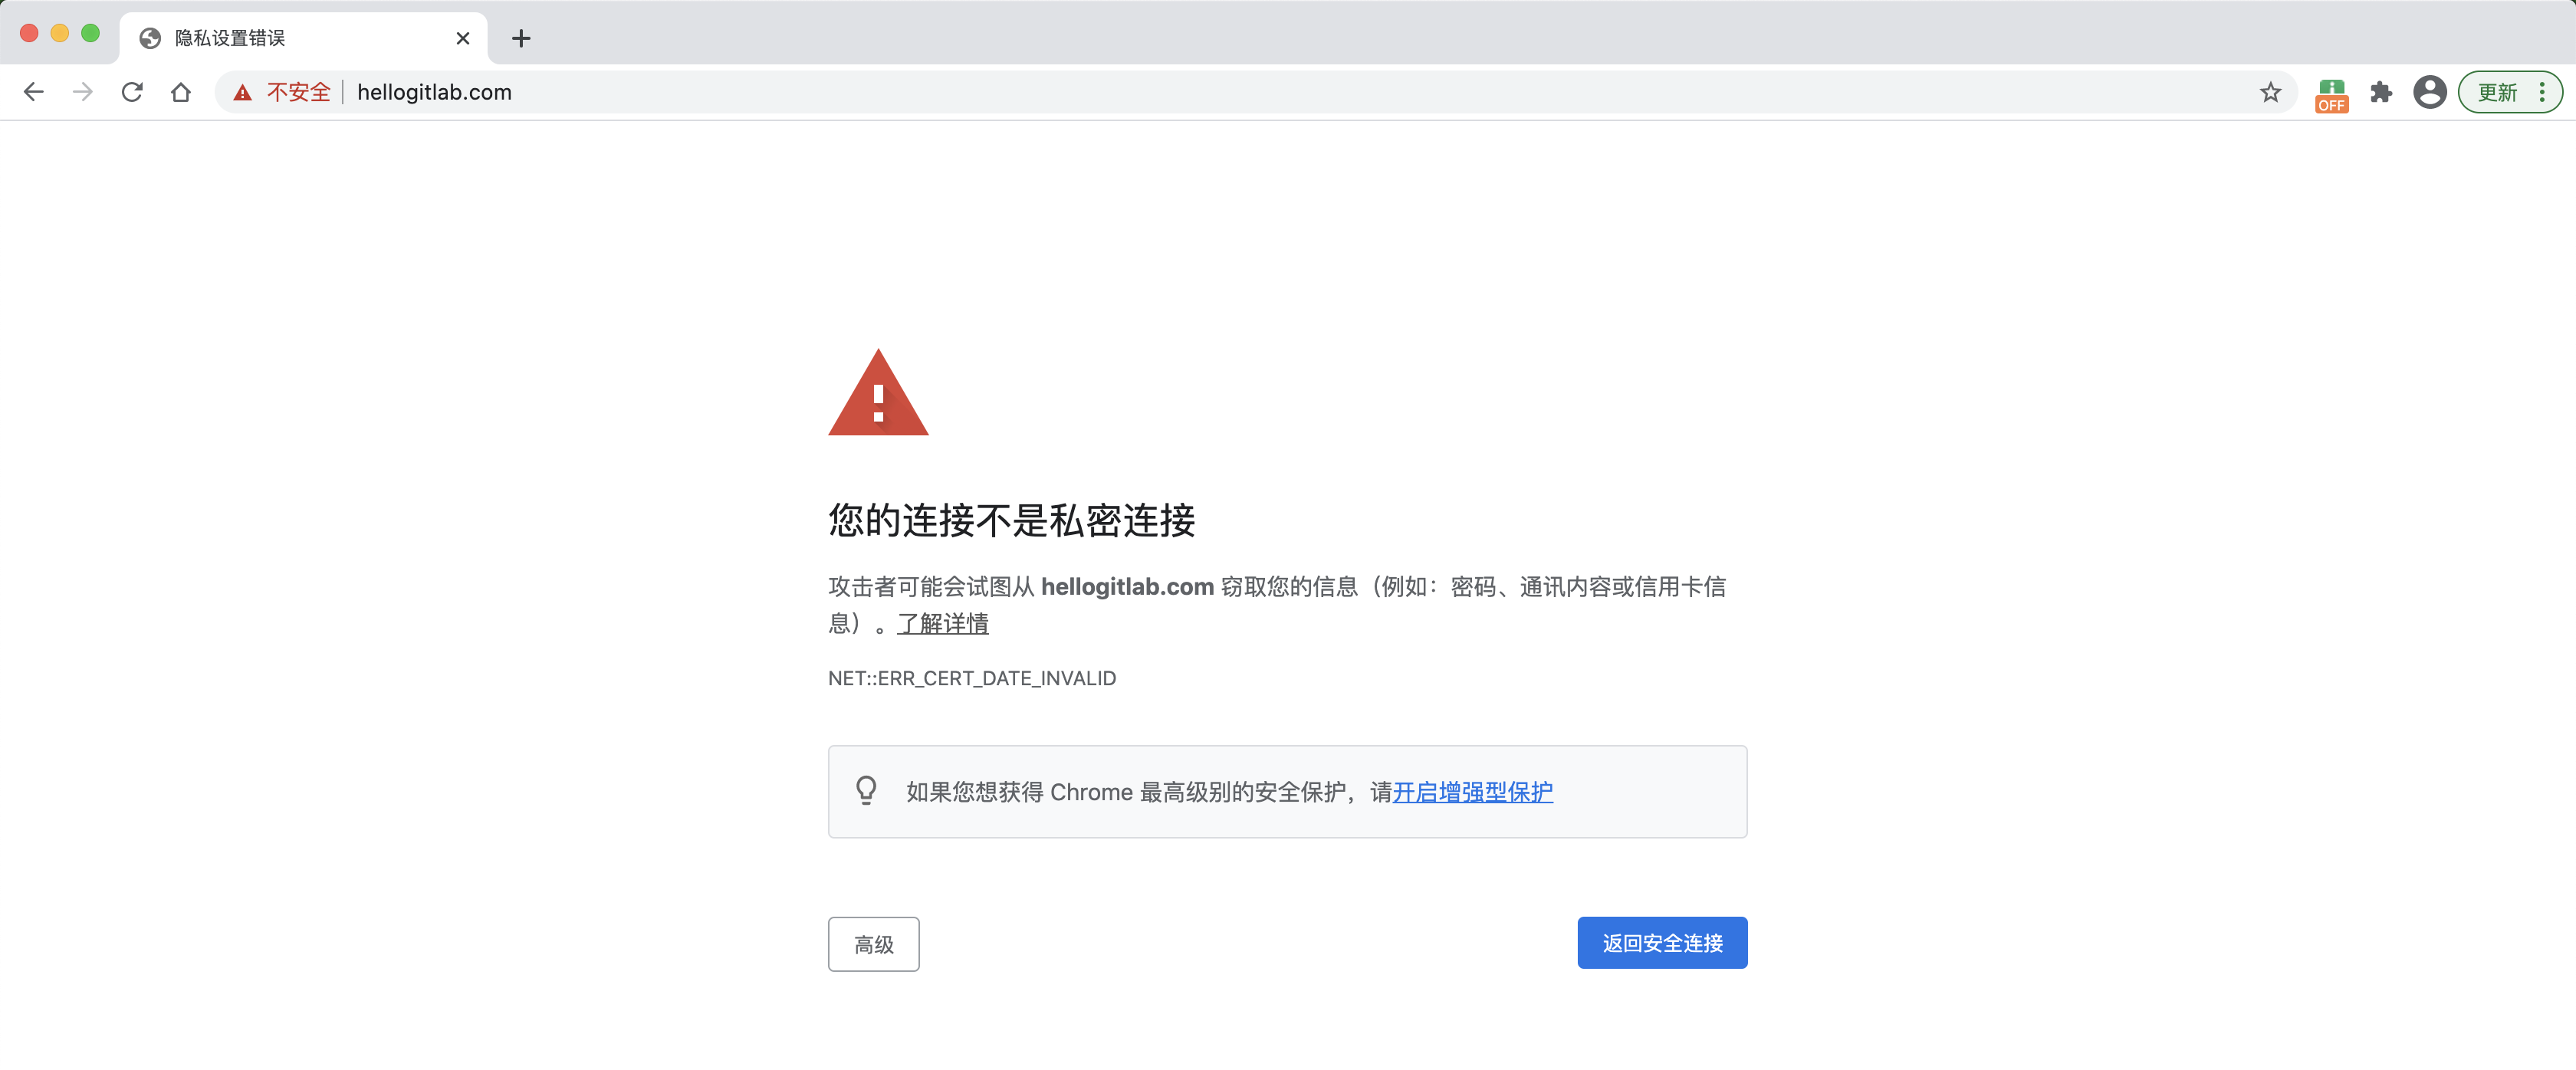 隐私设置错误
不安全 hellogitlab.com
OFF
更新
您的连接不是私密连接
攻击者可能会试图从 hellogitlab.com 窃取您的信息（例如：密码、通讯内容或信用卡信
息）。了解详情
NET::ERR_CERT_DATE_INVALID
如果您想获得 Chrome 最高级别的安全保护，请开启增强型保护
高级
返回安全连接